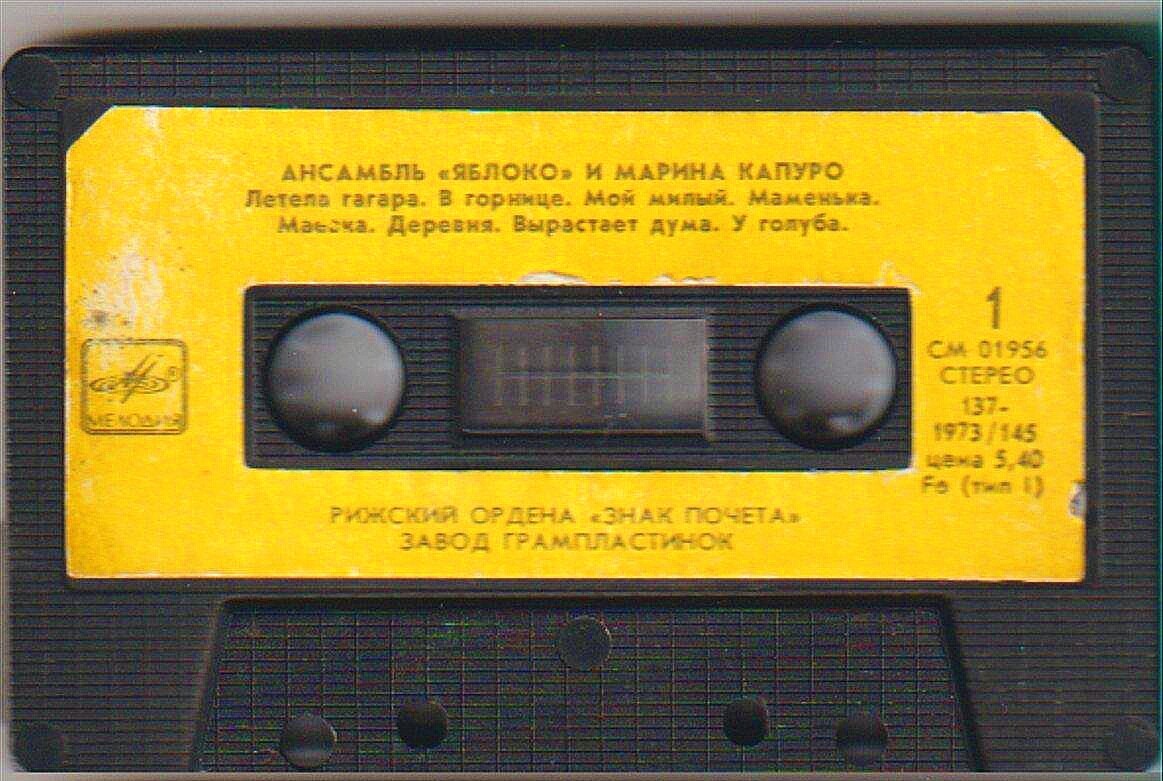 АНСАМБЛЬ «ЯБЛОКО» И МАРИНА КАПУРО
Летела гагара. В горнице. Мой милый. Маменька.
Деревня. Вырастает дума. У голуба.
МЕЛОДИЯ
1
СМ 01956
СТЕРЕО
137-
1973/145
цена 5,40
Fe (тип I)
РИЖСКИЙ ОРДЕНА «ЗНАК ПОЧЕТА»
ЗАВОД ГРАМПЛАСТИНОК